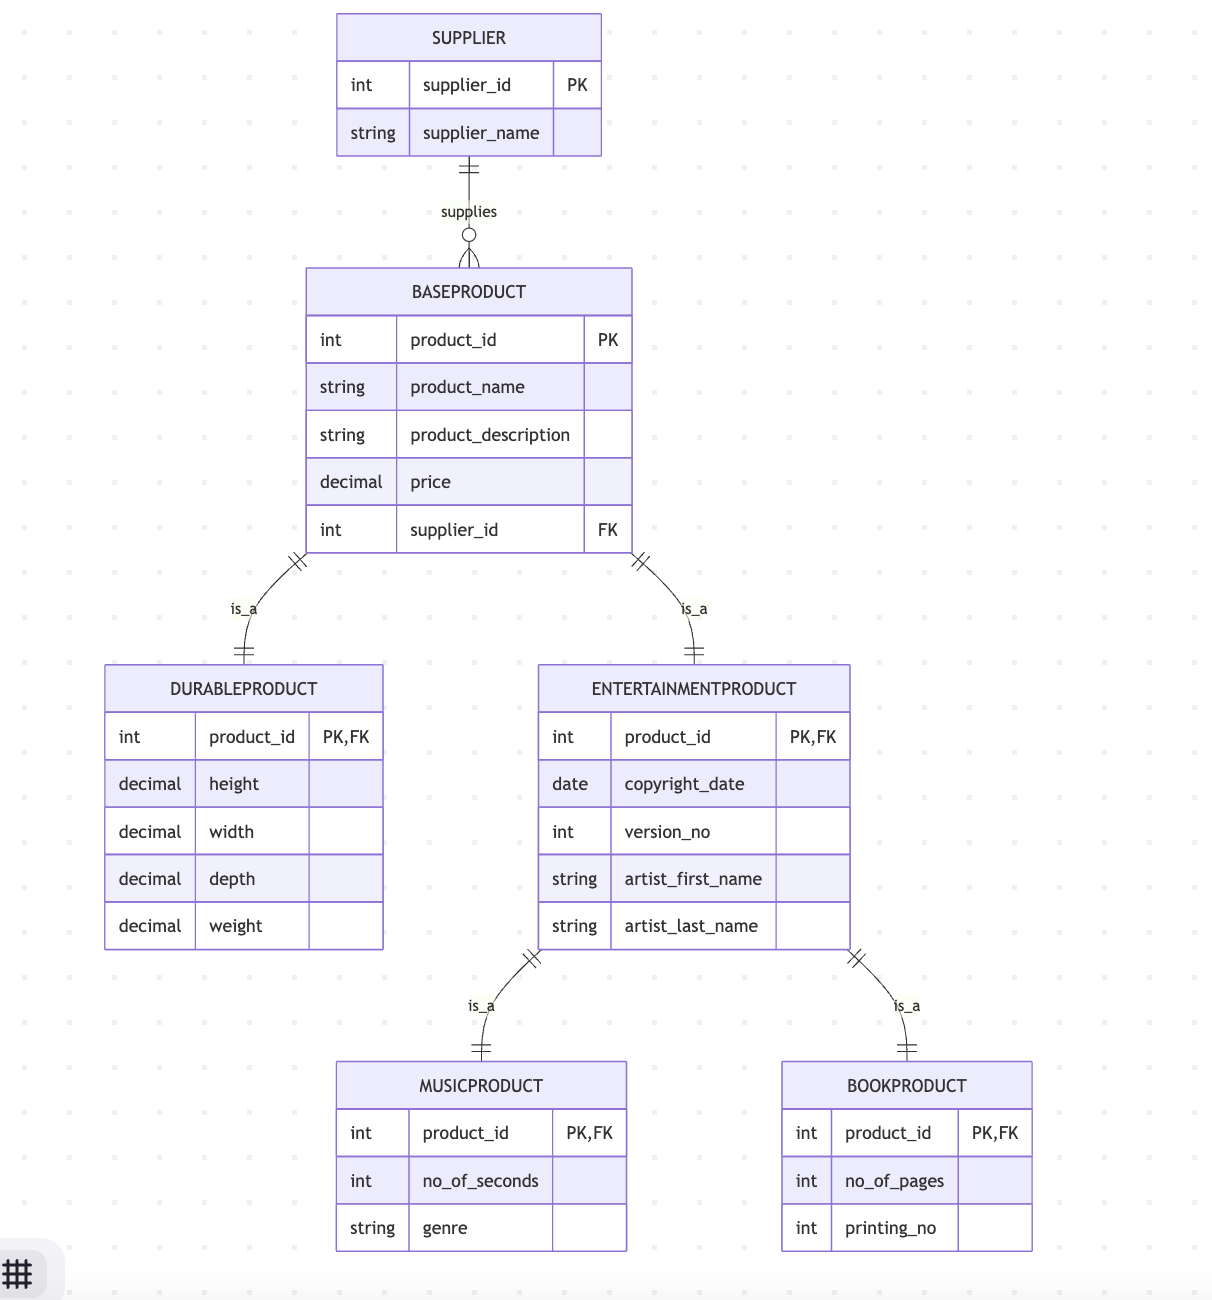 SUPPLIER
int supplier_id PK
string supplier_name
supplies
BASEPRODUCT
int product_id PK
string product_name
string product_description
decimal price
int supplier_id FK
is_a is_a
DURABLEPRODUCT
int product_id PK,FK
decimal height
decimal width
decimal depth
decimal weight
ENTERTAINMENTPRODUCT
int product_id PK,FK
date copyright_date
int version_no
string artist_first_name
string artist_last_name
is_a is_a
MUSICPRODUCT
int product_id PK,FK
int no_of_seconds
string genre
BOOKPRODUCT
int product_id PK,FK
int no_of_pages
int printing_no